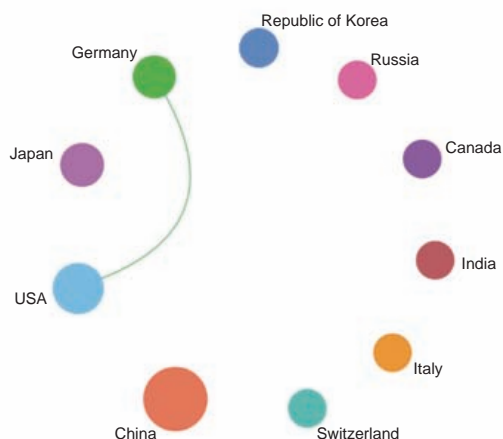 Republic of Korea
Germany
Russia
Japan
Canada
USA
India
Italy
China
Switzerland